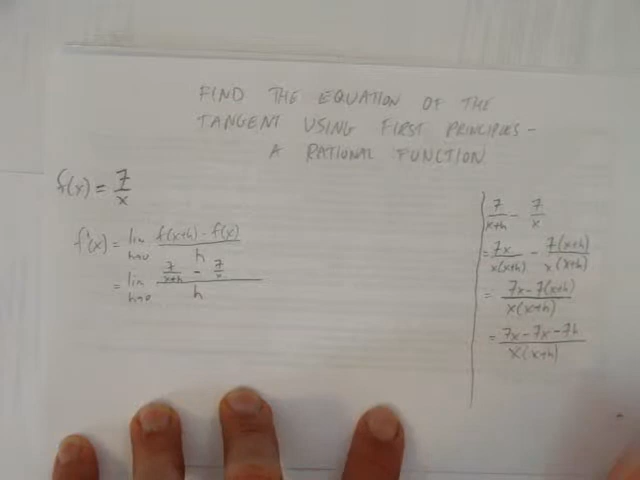 FIND THE EQUATION OF THE
TANGENT USING FIRST PRINCIPLES -
A RATIONAL FUNCTION
f(x) = 7/x
f'(x) = lim h→0 (f(x+h) - f(x))/h
= lim h→0 (7/(x+h) - 7/x)/h
7/(x+h) - 7/x
= 7x/(x(x+h)) - 7(x+h)/(x(x+h))
= (7x - 7(x+h))/(x(x+h))
= (7x - 7x - 7h)/(x(x+h))